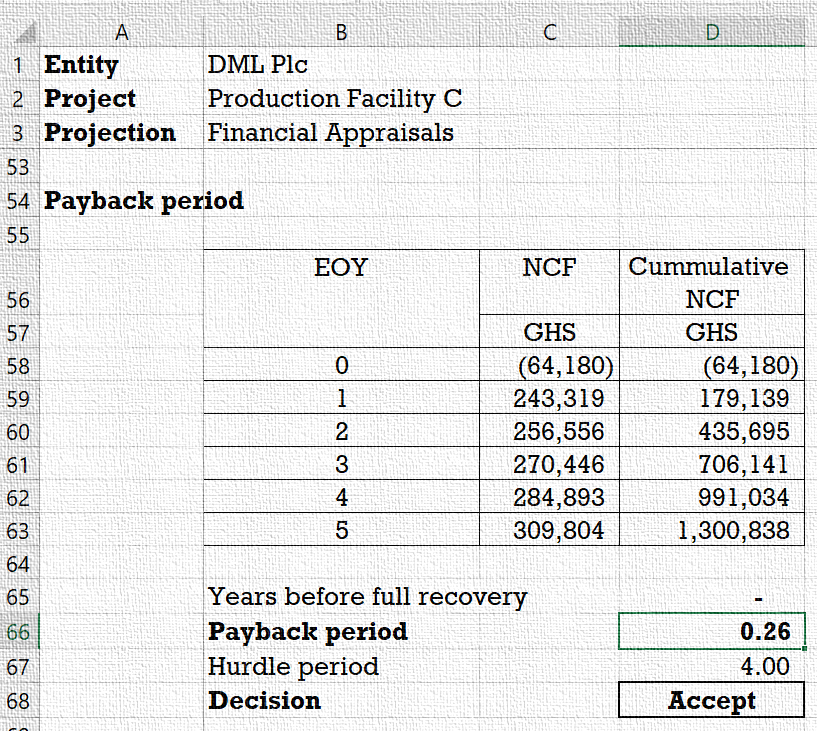 A B C D
1 Entity DML Plc
2 Project Production Facility C
3 Projection Financial Appraisals
53
54 Payback period
55
EOY NCF Cummulative
56 NCF
57 GHS GHS
58 0 (64,180) (64,180)
59 1 243,319 179,139
60 2 256,556 435,695
61 3 270,446 706,141
62 4 284,893 991,034
63 5 309,804 1,300,838
64
65 Years before full recovery -
66 Payback period 0.26
67 Hurdle period 4.00
68 Decision Accept